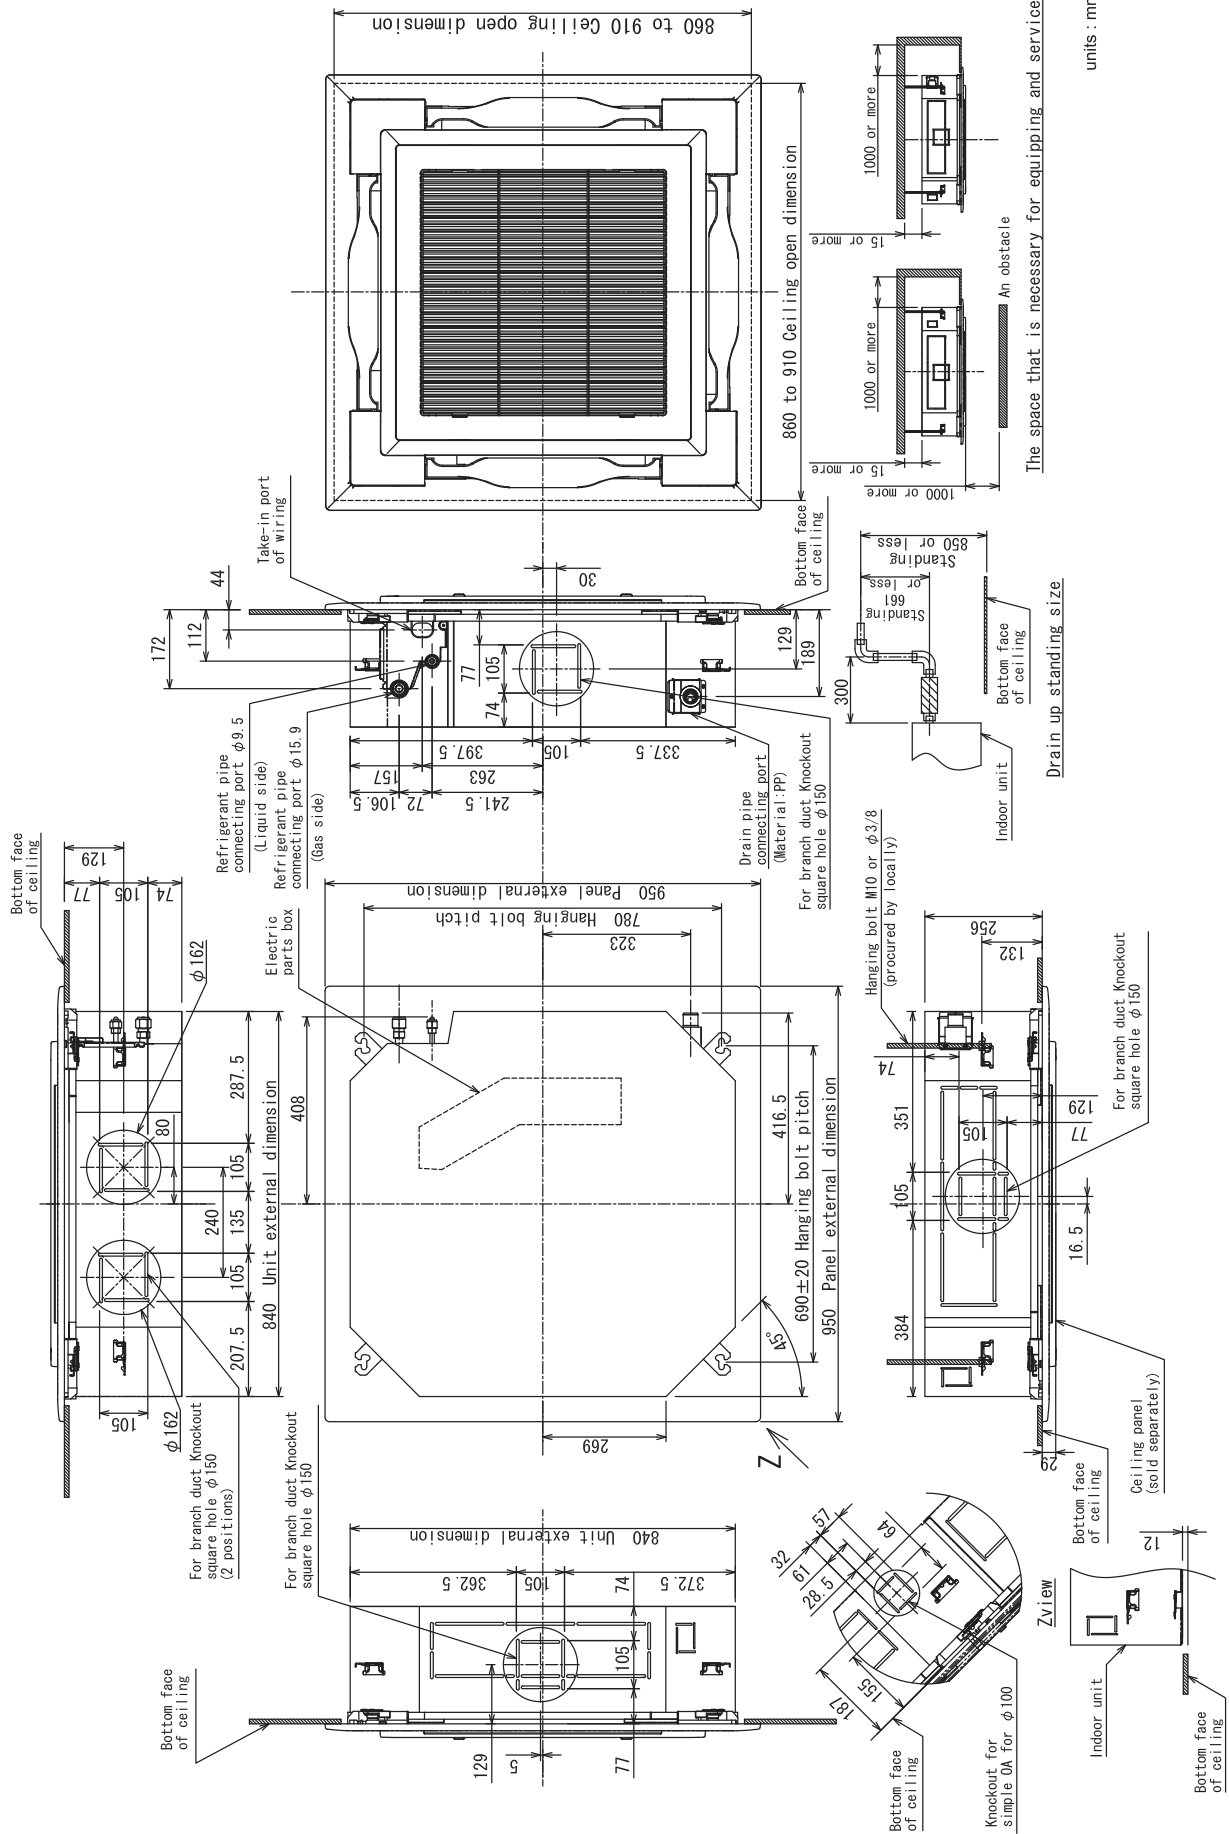 860 to 910 Ceiling open dimension
860 to 910 Ceiling open dimension
1000 or more
15 or more
1000 or more
15 or more
1000 or more
An obstacle
The space that is necessary for equipping and service
units : mm
Take-in port
of wiring
44
172
112
77
105
74
30
129
189
Bottom face
of ceiling
397.5
105
337.5
157
263
106.5
72
241.5
Refrigerant pipe
connecting port φ9.5
(Liquid side)
Refrigerant pipe
connecting port φ15.9
(Gas side)
Drain pipe
connecting port
(Material:PP)
For branch duct Knockout
square hole φ150
300
Standing
661
or less
Standing
850 or less
Bottom face
of ceiling
Indoor unit
Drain up standing size
Bottom face
of ceiling
129
77
105
74
φ162
287.5
80
105
135
240
105
207.5
840 Unit external dimension
105
φ162
For branch duct Knockout
square hole φ150
(2 positions)
Electric
parts box
950 Panel external dimension
780
Hanging bolt pitch
323
408
416.5
690±20 Hanging bolt pitch
950 Panel external dimension
45°
269
Z
Hanging bolt M10 or φ3/8
(procured by locally)
256
132
74
351
105
77
129
105
16.5
384
29
For branch duct Knockout
square hole φ150
Ceiling panel
(sold separately)
Bottom face
of ceiling
For branch duct Knockout
square hole φ150
840 Unit external dimension
362.5
105
372.5
74
105
77
129
5
Bottom face
of ceiling
57
32
61
28.5
64
155
187
Bottom face
of ceiling
Knockout for
simple OA for φ100
Zview
12
Indoor unit
Bottom face
of ceiling